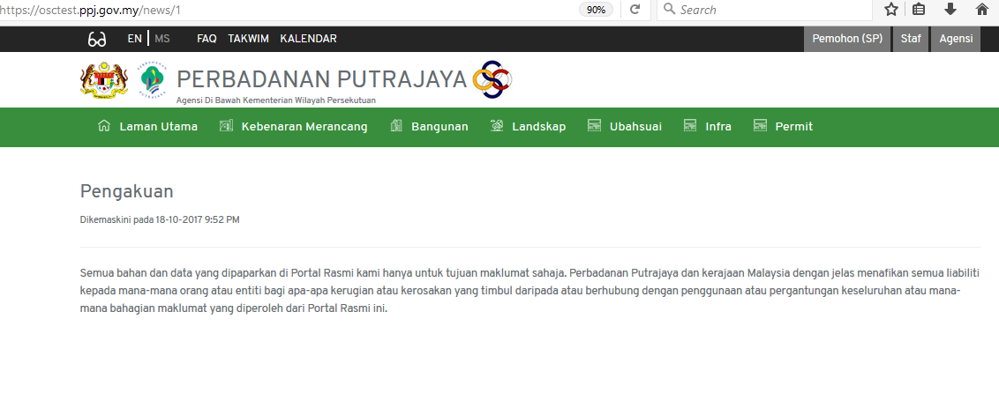 https://osctest.ppj.gov.my/news/1 90% Search
EN MS FAQ TAKWIM KALENDAR Pemohon (SP) Staf Agensi
PERBADANAN PUTRAJAYA
Agensi Di Bawah Kementerian Wilayah Persekutuan
Laman Utama Kebenaran Merancang Bangunan Landskap Ubahsuai Infra Permit
Pengakuan
Dikemaskini pada 18-10-2017 9:52 PM
Semua bahan dan data yang dipaparkan di Portal Rasmi kami hanya untuk tujuan maklumat sahaja. Perbadanan Putrajaya dan kerajaan Malaysia dengan jelas menafikan semua liabiliti
kepada mana-mana orang atau entiti bagi apa-apa kerugian atau kerosakan yang timbul daripada atau berhubung dengan penggunaan atau pergantungan keseluruhan atau mana-
mana bahagian maklumat yang diperoleh dari Portal Rasmi ini.